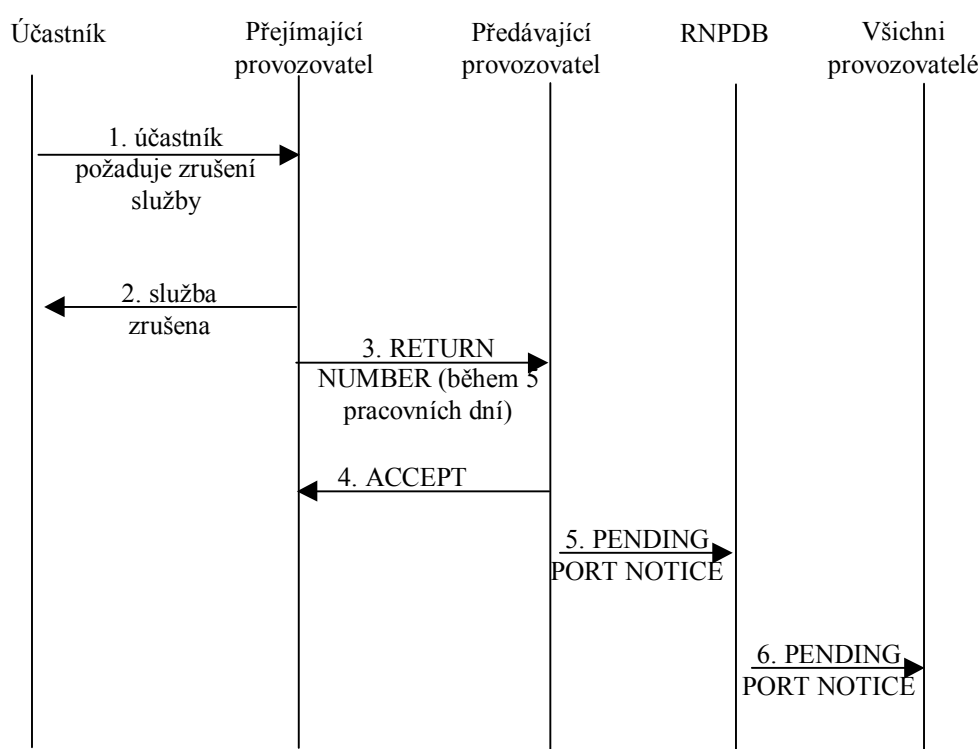 Účastník
Přejímající
provozovatel
Předávající
provozovatel
RNPDB
Všichni
provozovatelé
1. účastník
požaduje zrušení
služby
2. služba
zrušena
3. RETURN
NUMBER (během 5
pracovních dní)
4. ACCEPT
5. PENDING
PORT NOTICE
6. PENDING
PORT NOTICE